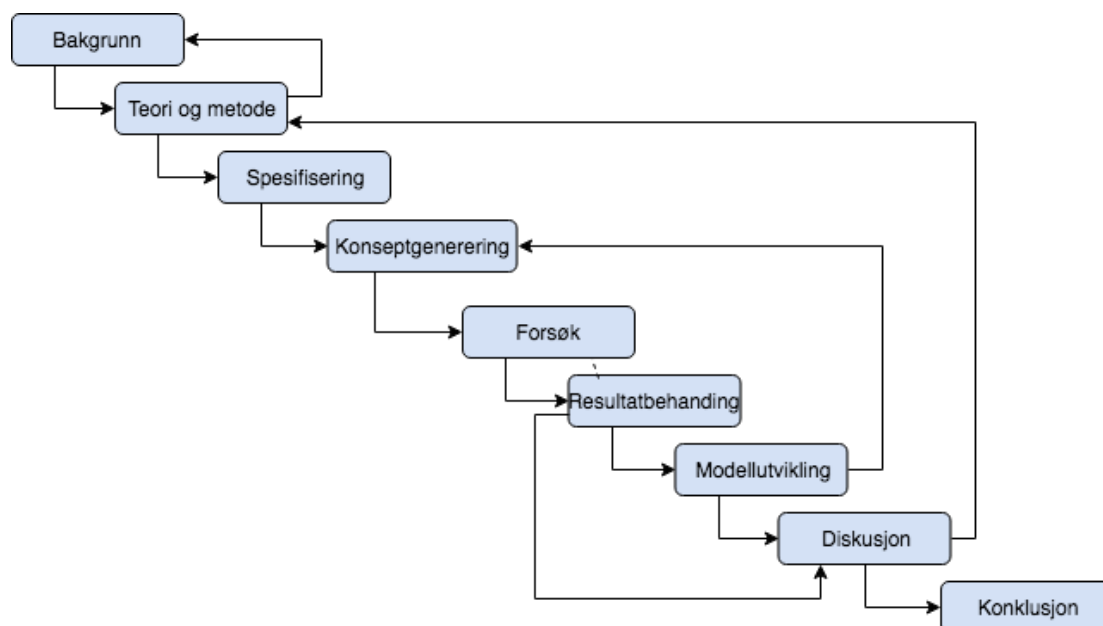 Bakgrunn
Teori og metode
Spesifisering
Konseptgenerering
Forsøk
Resultatbehanding
Modellutvikling
Diskusjon
Konklusjon